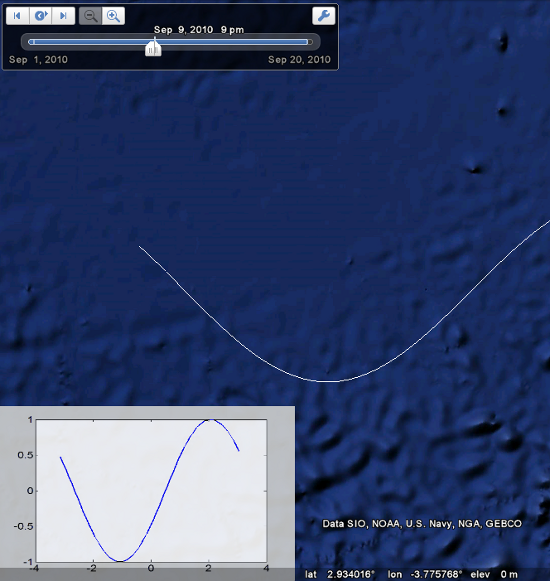 Sep 9, 2010 9 pm
Sep 1, 2010 Sep 20, 2010
1
0.5
0
-0.5
-1
-4 -2 0 2 4
Data SIO, NOAA, U.S. Navy, NGA, GEBCO
lat 2.934016° lon -3.775768° elev 0 m